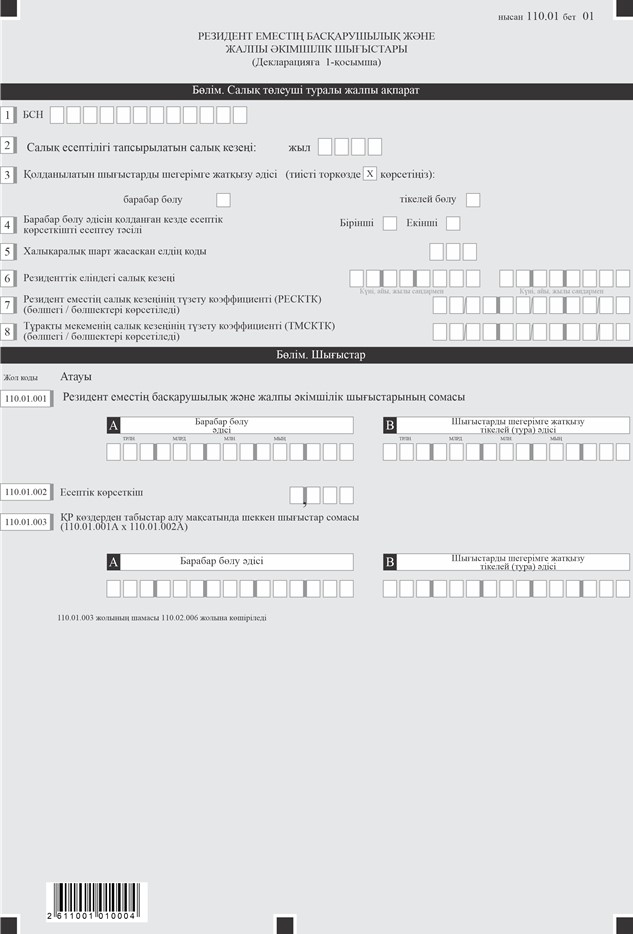 нысан 110.01 бет 01
РЕЗИДЕНТ ЕМЕСТІҢ БАСҚАРУШЫЛЫҚ ЖӘНЕ
ЖАЛПЫ ӘКІМШІЛІК ШЫҒЫСТАРЫ
(Декларацияға 1-қосымша)
Бөлім. Салық төлеуші туралы жалпы ақпарат
1 БСН
2 Салық есептілігі тапсырылатын салық кезеңі: жыл
3 Қолданылатын шығыстарды шегерімге жатқызу әдісі (тиісті торкөзде X көрсетіңіз):
барабар бөлу тікелей бөлу
4 Барабар бөлу әдісін қолданған кезде есептік
көрсеткішті есептеу тәсілі Бірінші Екінші
5 Халықаралық шарт жасасқан елдің коды
6 Резиденттік еліндегі салық кезеңі
Күні, айы, жылы сандармен Күні, айы, жылы сандармен
7 Резидент еместің салық кезеңінің түзету коэффициенті (РЕСКТК)
(бөлшегі / бөлшектері көрсетіледі)
8 Тұрақты мекеменің салық кезеңінің түзету коэффициенті (ТМСКТК)
(бөлшегі / бөлшектері көрсетіледі)
Бөлім. Шығыстар
Жол коды Атауы
110.01.001 Резидент еместің басқарушылық және жалпы әкімшілік шығыстарының сомасы
A Барабар бөлу
әдісі
B Шығыстарды шегерімге жатқызу
тікелей (тура) әдісі
трлн млрд млн мың трлн млрд млн мың
110.01.002 Есептік көрсеткіш
,
110.01.003 ҚР көздерден табыстар алу мақсатында шеккен шығыстар сомасы
(110.01.001А х 110.01.002А)
A Барабар бөлу әдісі
B Шығыстарды шегерімге жатқызу
тікелей (тура) әдісі
110.01.003 жолының шамасы 110.02.006 жолына көшіріледі
2 611001 010004